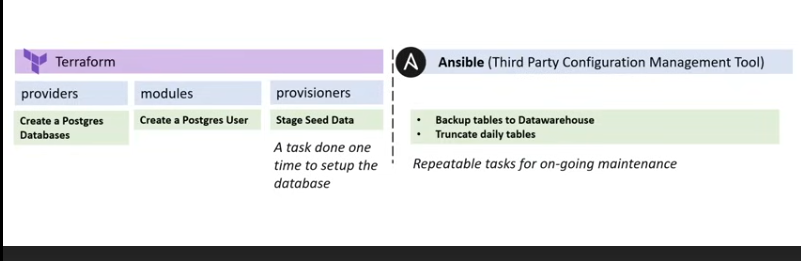 Terraform
Ansible (Third Party Configuration Management Tool)
providers
modules
provisioners
Create a Postgres
Databases
Create a Postgres User
Stage Seed Data
A task done one
time to setup the
database
• Backup tables to Datawarehouse
• Truncate daily tables
Repeatable tasks for on-going maintenance